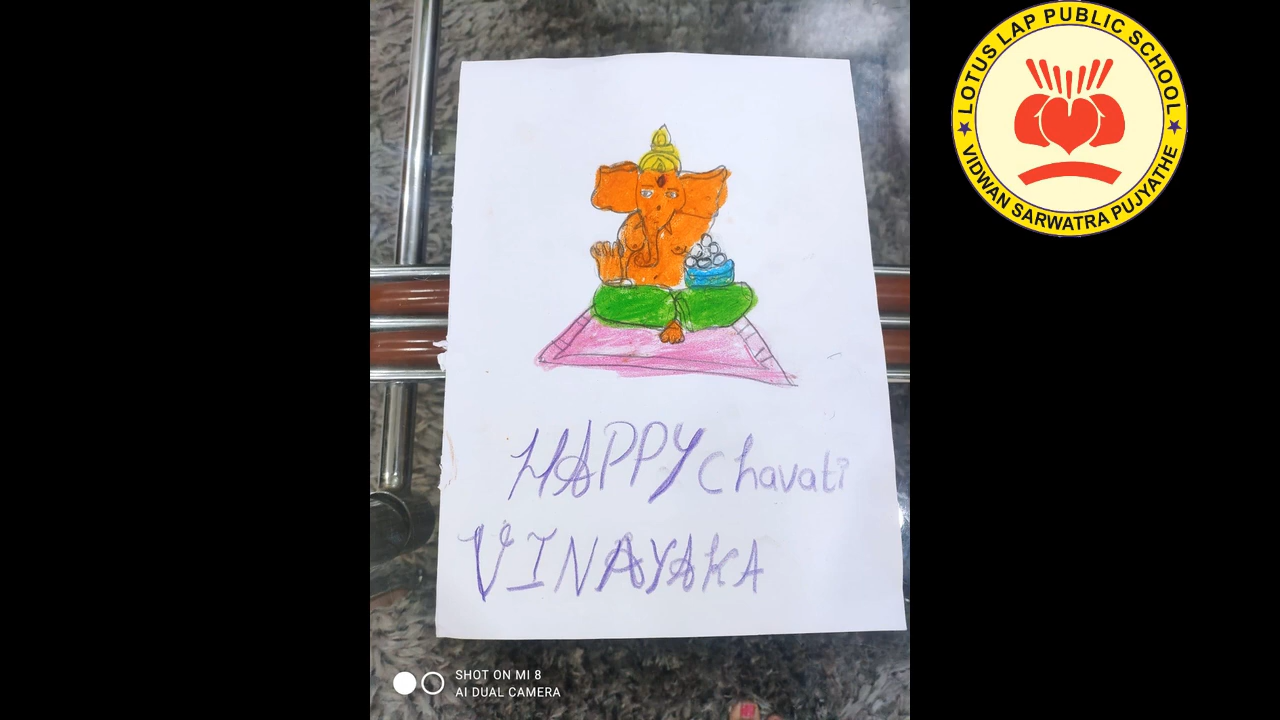 HAPPY Chavati
VINAYAKA
SHOT ON MI 8
AI DUAL CAMERA
LOTUS LAP PUBLIC SCHOOL
VIDWAN SARWATRA PUJYATHE